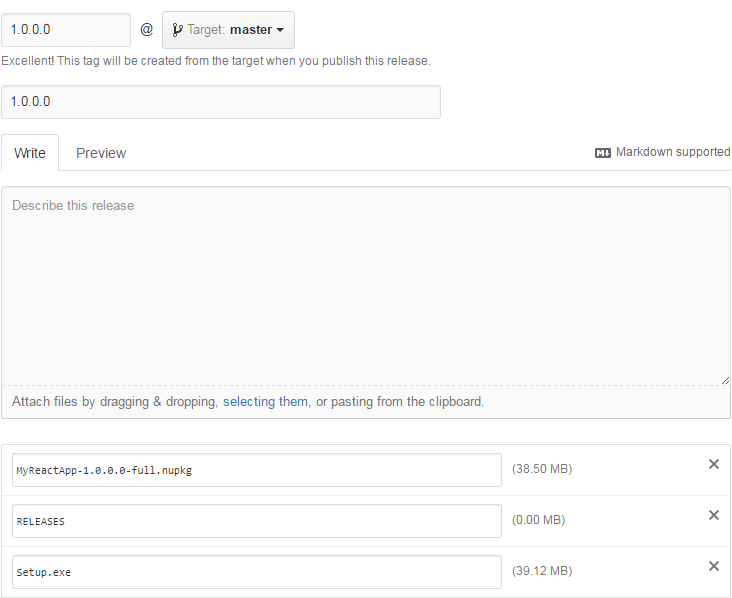 1.0.0.0 @ Target: master
Excellent! This tag will be created from the target when you publish this release.
1.0.0.0
Write Preview Markdown supported
Describe this release
Attach files by dragging & dropping, selecting them, or pasting from the clipboard.
MyReactApp-1.0.0.0-full.nupkg (38.50 MB)
RELEASES (0.00 MB)
Setup.exe (39.12 MB)